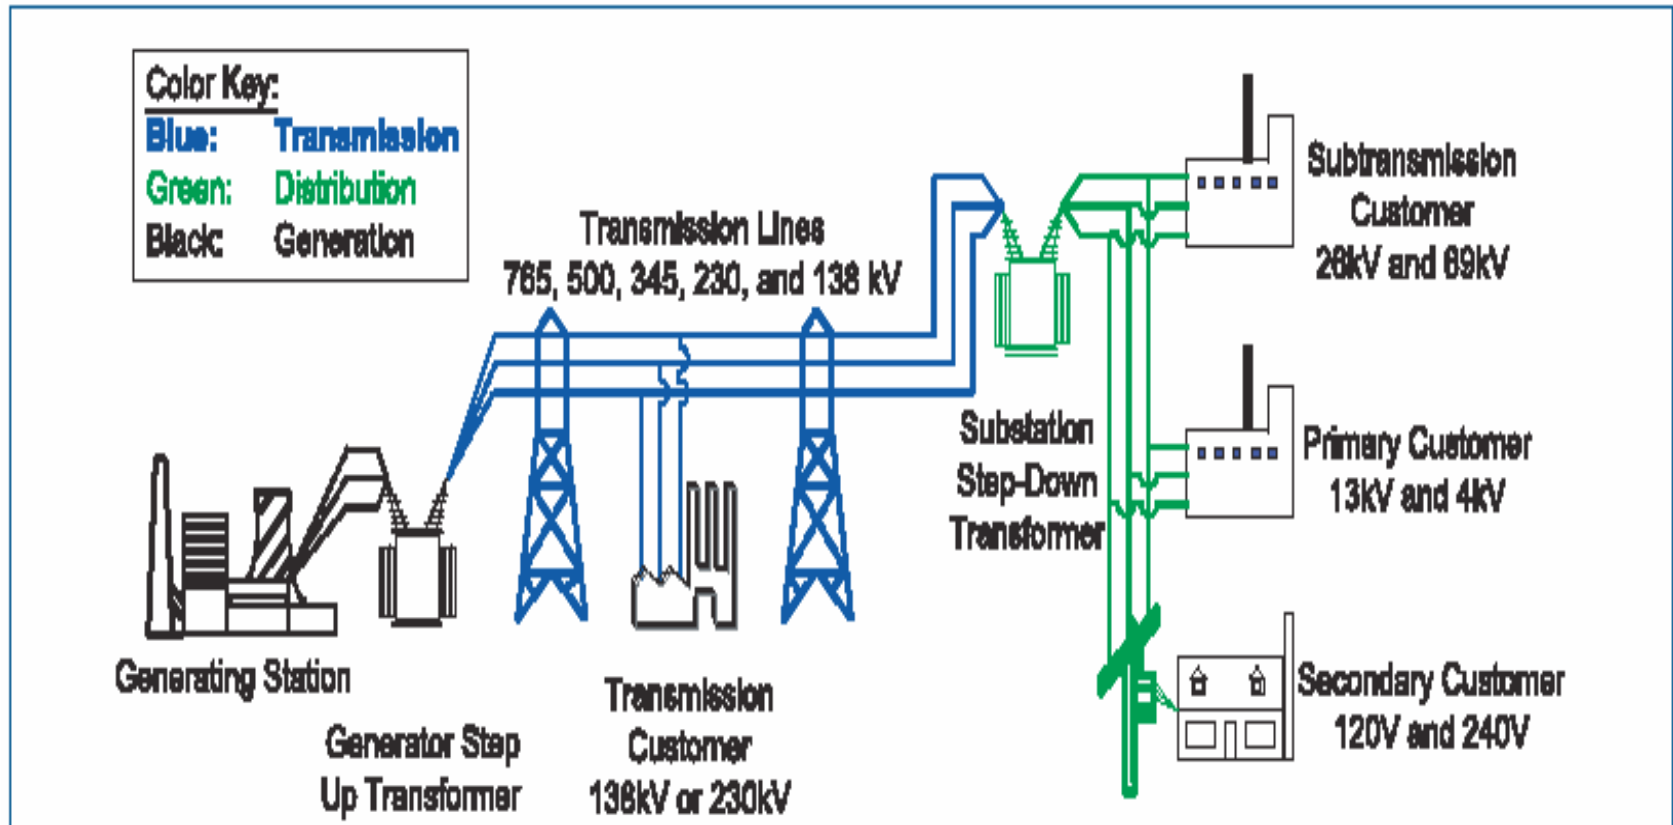 Color Key:
Blue: Transmission
Green: Distribution
Black: Generation
Transmission Lines
765, 500, 345, 230, and 138 kV
Subtransmission
Customer
26kV and 69kV
Substation
Step-Down
Transformer
Primary Customer
13kV and 4kV
Generating Station
Generator Step
Up Transformer
Transmission
Customer
138kV or 230kV
Secondary Customer
120V and 240V